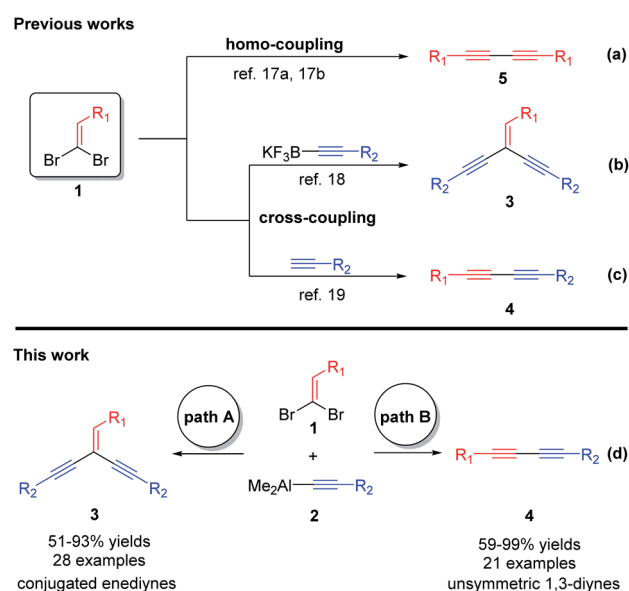 Previous works
homo-coupling
ref. 17a, 17b
R₁ R₁
5
(a)
R₁
Br Br
1
KF₃B R₂
ref. 18
R₁
R₂ R₂
3
(b)
cross-coupling
R₂
ref. 19
R₁ R₂
4
(c)
This work
path A
R₁
Br Br
1
+
Me₂Al R₂
2
path B
R₁
R₂ R₂
3
51-93% yields
28 examples
conjugated enediynes
R₁ R₂
(d)
4
59-99% yields
21 examples
unsymmetric 1,3-diynes